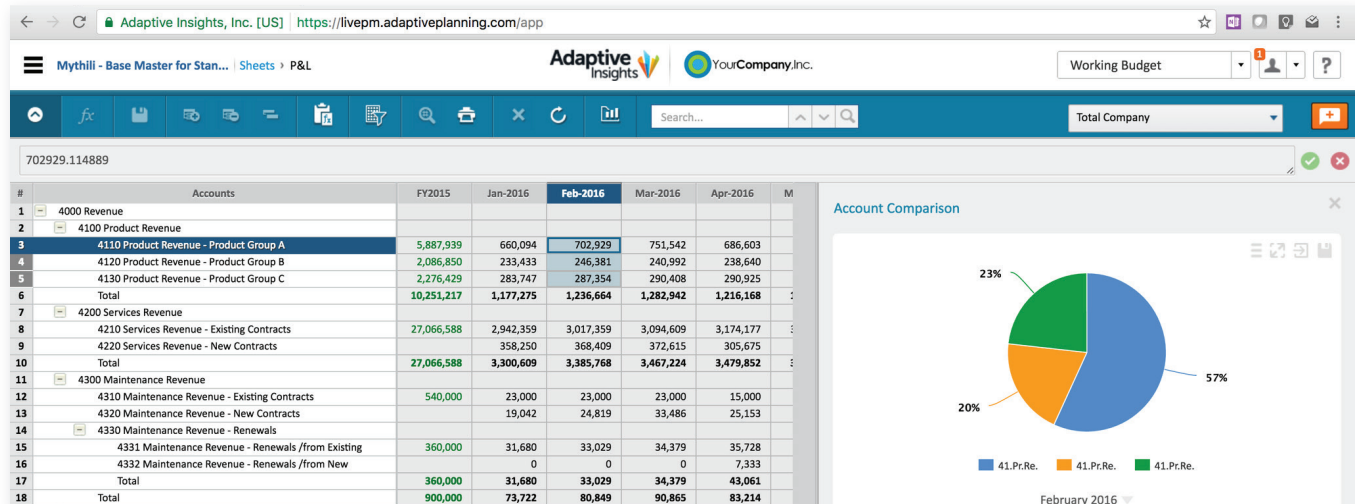 Adaptive Insights, Inc. [US] https://livepm.adaptiveplanning.com/app
Mythili - Base Master for Stan... Sheets › P&L
Adaptive Insights
YourCompany,Inc.
Working Budget
1
?
fx
fx
Search...
Total Company
702929.114889
# Accounts FY2015 Jan-2016 Feb-2016 Mar-2016 Apr-2016 M
1 4000 Revenue
2 4100 Product Revenue
3 4110 Product Revenue - Product Group A 5,887,939 660,094 702,929 751,542 686,603
4 4120 Product Revenue - Product Group B 2,086,850 233,433 246,381 240,992 238,640
5 4130 Product Revenue - Product Group C 2,276,429 283,747 287,354 290,408 290,925
6 Total 10,251,217 1,177,275 1,236,664 1,282,942 1,216,168
7 4200 Services Revenue
8 4210 Services Revenue - Existing Contracts 27,066,588 2,942,359 3,017,359 3,094,609 3,174,177
9 4220 Services Revenue - New Contracts 358,250 368,409 372,615 305,675
10 Total 27,066,588 3,300,609 3,385,768 3,467,224 3,479,852
11 4300 Maintenance Revenue
12 4310 Maintenance Revenue - Existing Contracts 540,000 23,000 23,000 23,000 15,000
13 4320 Maintenance Revenue - New Contracts 19,042 24,819 33,486 25,153
14 4330 Maintenance Revenue - Renewals
15 4331 Maintenance Revenue - Renewals /from Existing 360,000 31,680 33,029 34,379 35,728
16 4332 Maintenance Revenue - Renewals /from New 0 0 0 7,333
17 Total 360,000 31,680 33,029 34,379 43,061
18 Total 900,000 73,722 80,849 90,865 83,214
Account Comparison
23%
57%
20%
41.Pr.Re. 41.Pr.Re. 41.Pr.Re.
February 2016